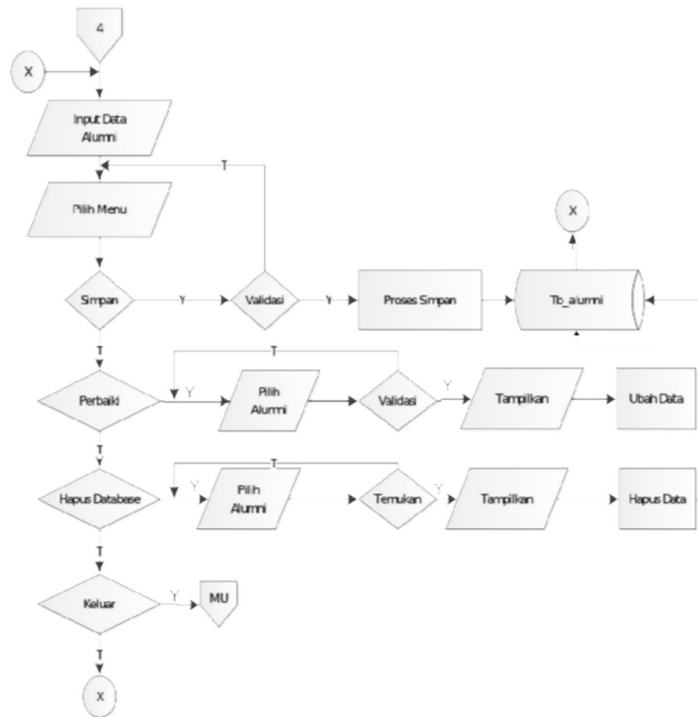 4
X
Input Data
Alumni
T
Pilih Menu
X
Simpan
Y
Validasi
Y
Proses Simpan
Tb_alumni
T
T
Perbaiki
Y
Pilih
Alumni
Validasi
Y
Tampilkan
Ubah Data
T
T
Hapus Database
Y
Pilih
Alumni
Temukan
Y
Tampilkan
Hapus Data
T
Keluar
Y
MU
T
X